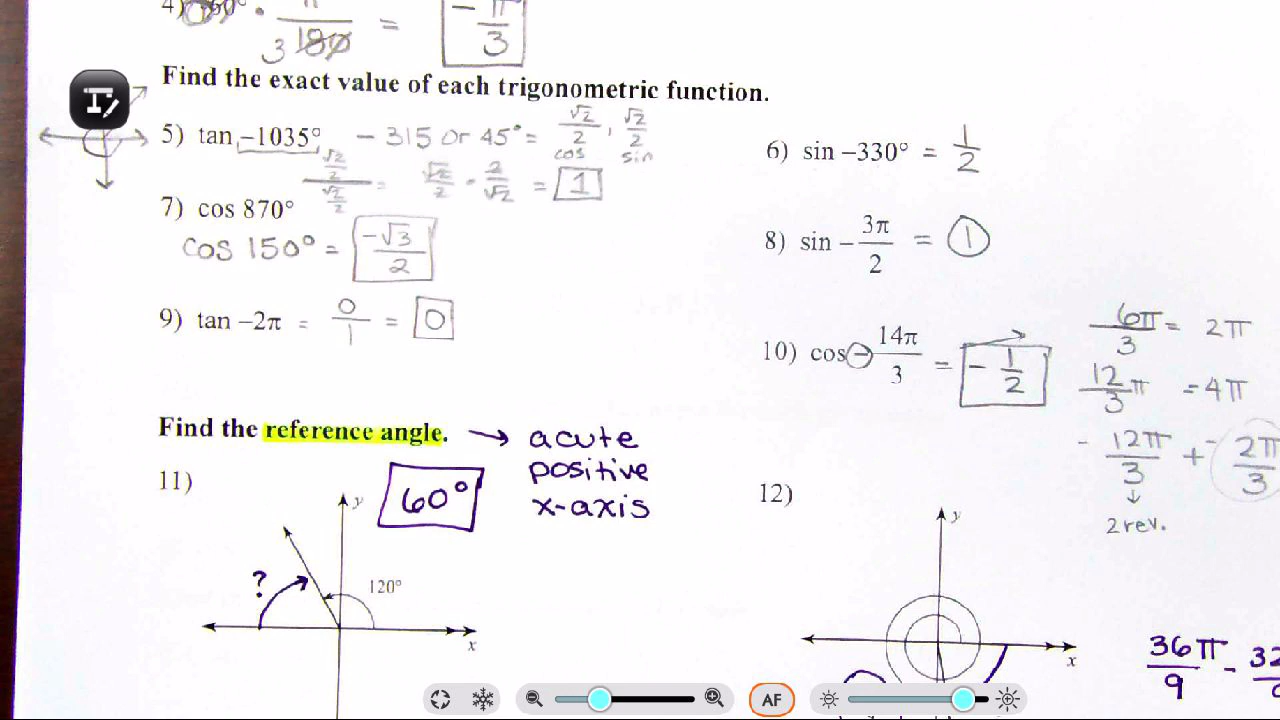 4)
3 180 = - π/3
Find the exact value of each trigonometric function.
5) tan -1035° - 315 or 45° = √2/2, √2/2
cos sin
√2/2 / √2/2 = √2/2 · 2/√2 = 1
6) sin -330° = 1/2
7) cos 870°
cos 150° = -√3/2
8) sin - 3π/2 = 1
9) tan -2π = 0/1 = 0
10) cos - 14π/3 = - 1/2
6π/3 = 2π
12/3 π = 4π
- 12π/3 + - 2π/3
↓
2 rev.
Find the reference angle. → acute
positive
x-axis
11)
60°
y
?
120°
x
12)
y
x
36π/9 -
AF